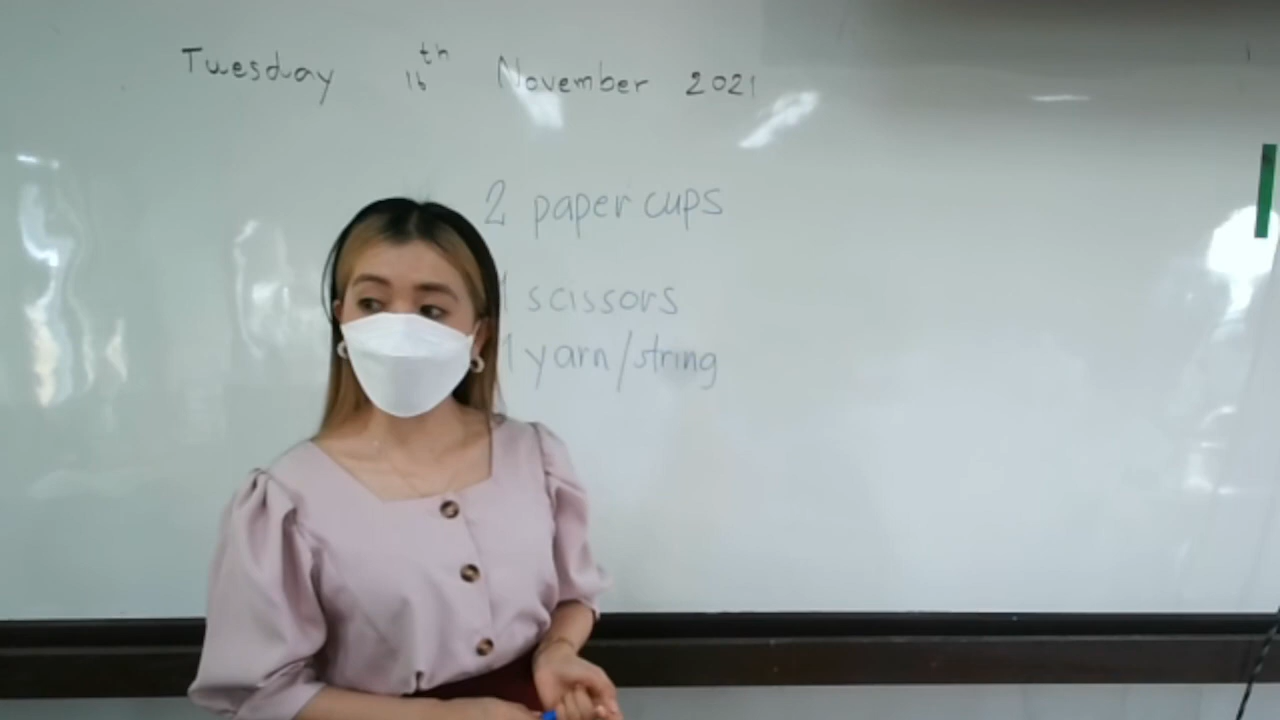 Tuesday 16th November 2021
2 paper cups
1 scissors
1 yarn/string